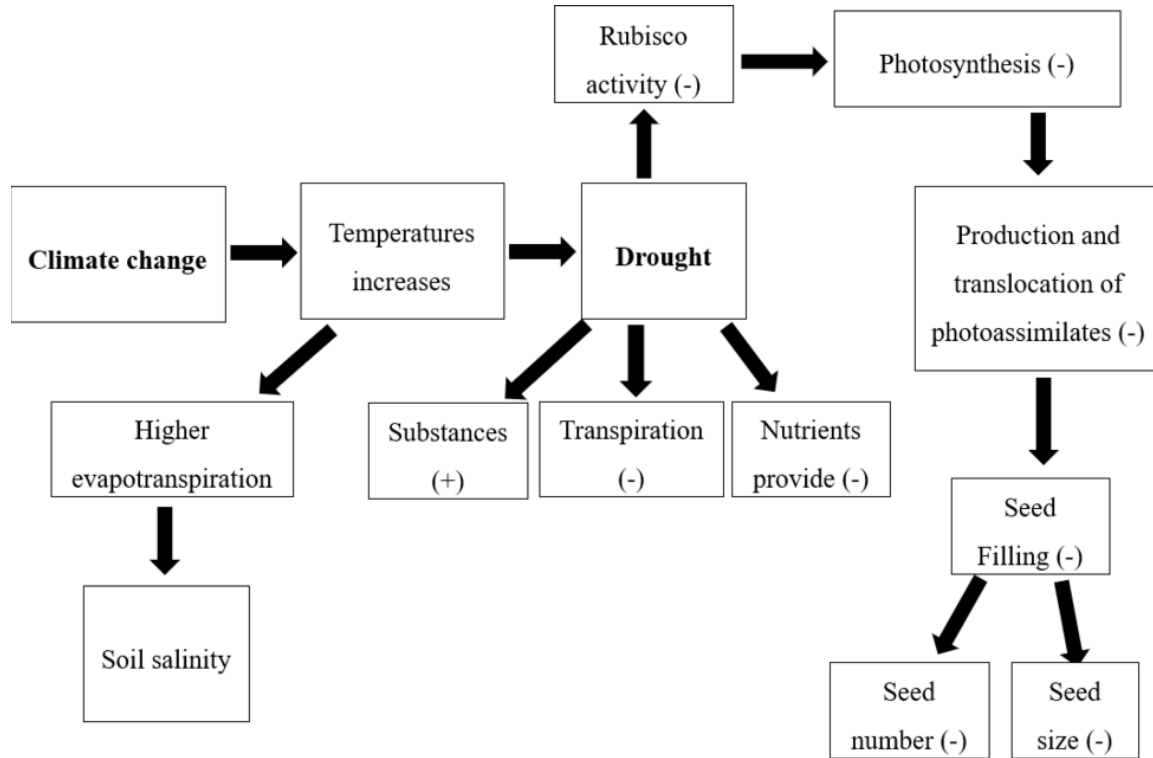 Rubisco
activity (-)
Photosynthesis (-)
Climate change
Temperatures
increases
Drought
Production and
translocation of
photoassimilates (-)
Higher
evapotranspiration
Substances
(+)
Transpiration
(-)
Nutrients
provide (-)
Seed
Filling (-)
Soil salinity
Seed
number (-)
Seed
size (-)